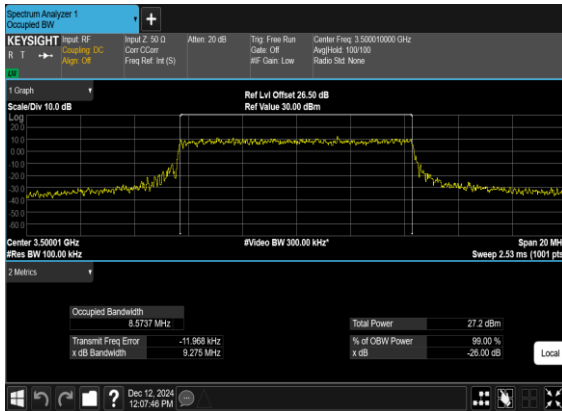 Spectrum Analyzer 1
Occupied BW
+
KEYSIGHT Input: RF Input Z: 50 Ω Atten: 20 dB Trig: Free Run Center Freq: 3.500010000 GHz
R T Coupling: DC Corr CCorr Gate: Off Avg|Hold: 100/100
Align: Off Freq Ref: Int (S) #IF Gain: Low Radio Std: None
1 Graph
Ref Lvl Offset 26.50 dB
Scale/Div 10.0 dB Ref Value 30.00 dBm
Log
20.0
10.0
0.00
-10.0
-20.0
-30.0
-40.0
-50.0
-60.0
Center 3.50001 GHz #Video BW 300.00 kHz* Span 20 MH
#Res BW 100.00 kHz Sweep 2.53 ms (1001 pts
2 Metrics
Occupied Bandwidth
8.5737 MHz Total Power 27.2 dBm
Transmit Freq Error -11.968 kHz % of OBW Power 99.00 %
x dB Bandwidth 9.275 MHz x dB -26.00 dB
Local
? Dec 12, 2024
12:07:46 PM